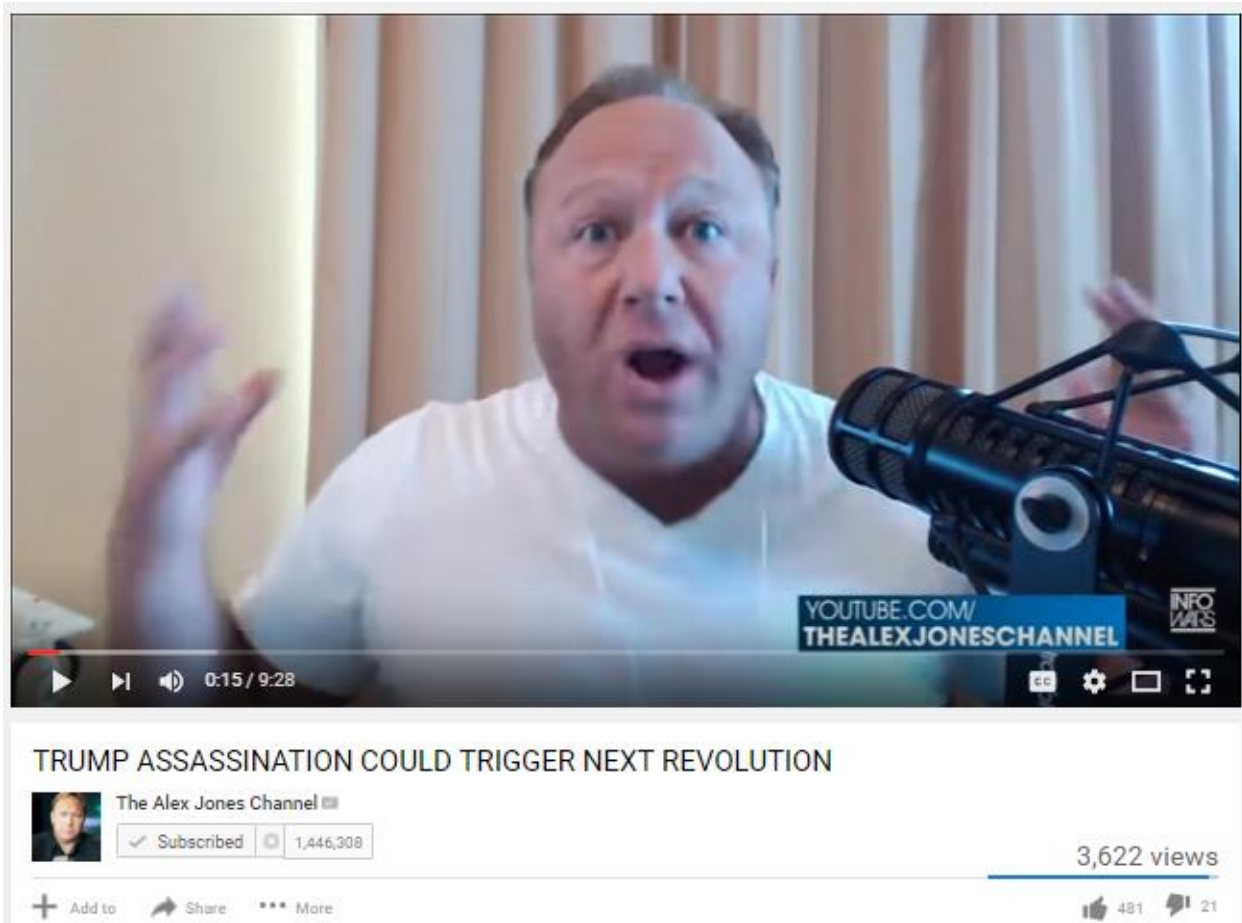 YOUTUBE.COM/
THEALEXJONESCHANNEL
INFO
WARS
0:15 / 9:28
CC
TRUMP ASSASSINATION COULD TRIGGER NEXT REVOLUTION
The Alex Jones Channel
Subscribed 1,446,308
3,622 views
Add to Share More 481 21